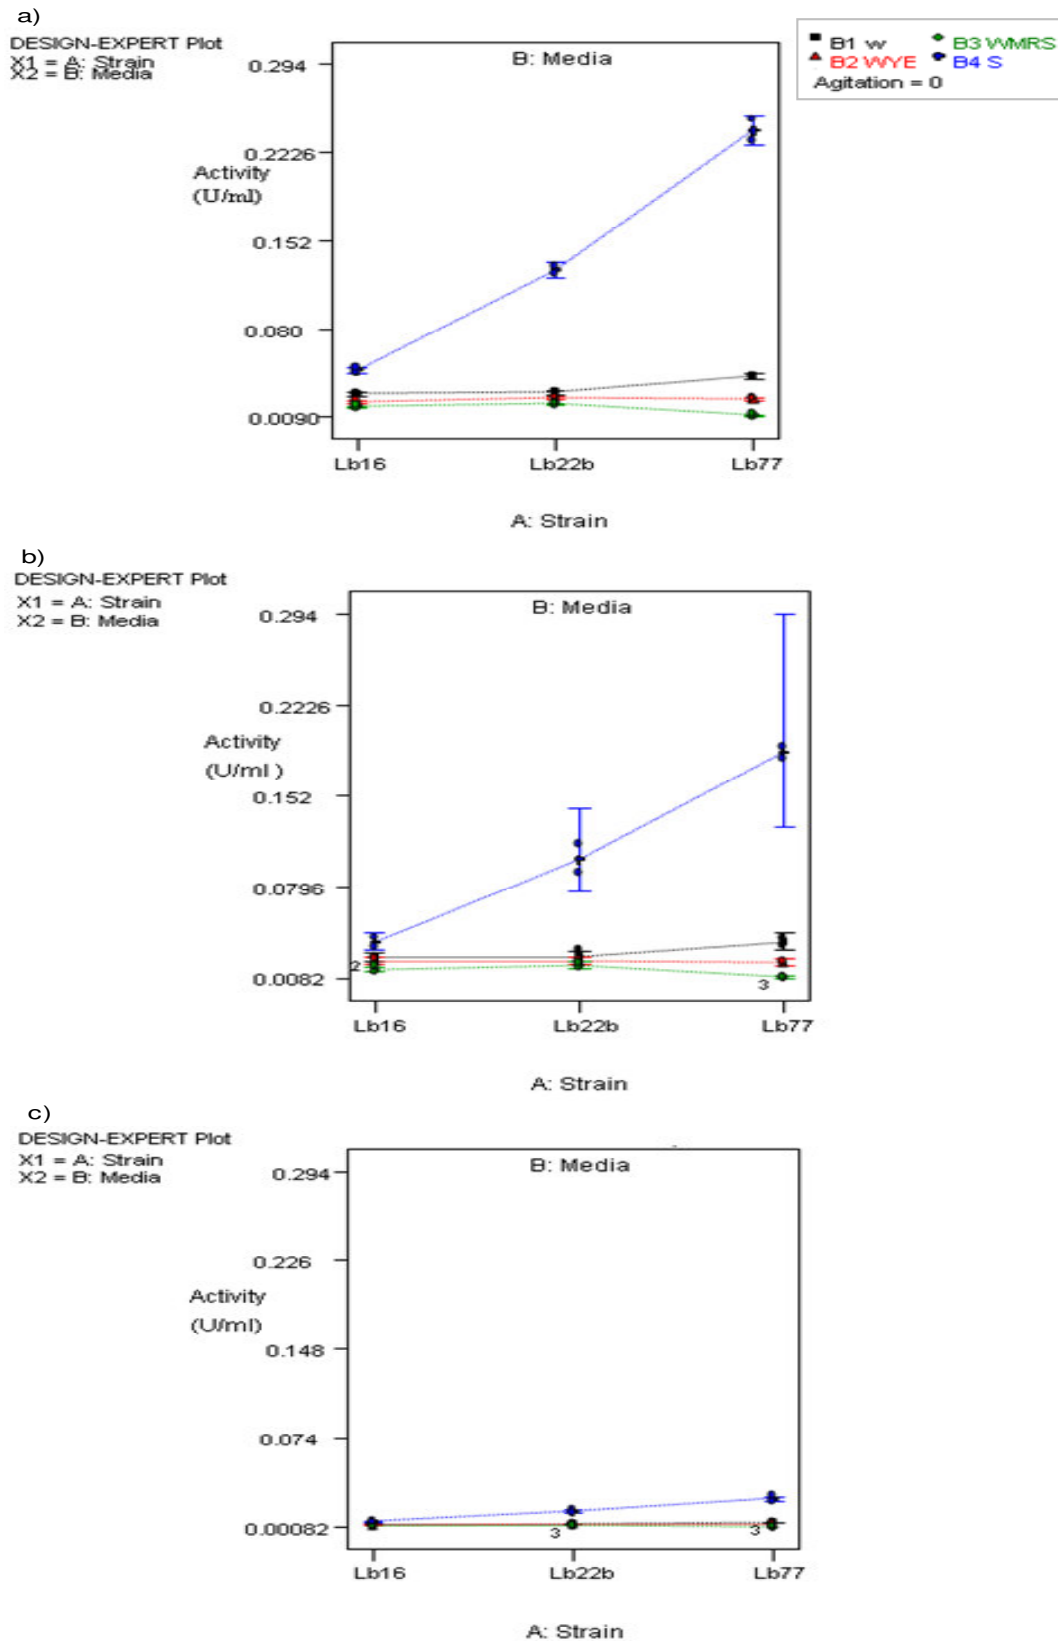 a)
DESIGN-EXPERT Plot
X1 = A: Strain
X2 = B: Media
B: Media
B1 w
B2 WYE
B3 WMRS
B4 S
Agitation = 0
Activity
(U/ml)
0.294
0.2226
0.152
0.080
0.0090
Lb16 Lb22b Lb77
A: Strain
b)
DESIGN-EXPERT Plot
X1 = A: Strain
X2 = B: Media
B: Media
Activity
(U/ml )
0.294
0.2226
0.152
0.0796
0.0082
2
3
Lb16 Lb22b Lb77
A: Strain
c)
DESIGN-EXPERT Plot
X1 = A: Strain
X2 = B: Media
B: Media
Activity
(U/ml)
0.294
0.226
0.148
0.074
0.00082
3
3
Lb16 Lb22b Lb77
A: Strain